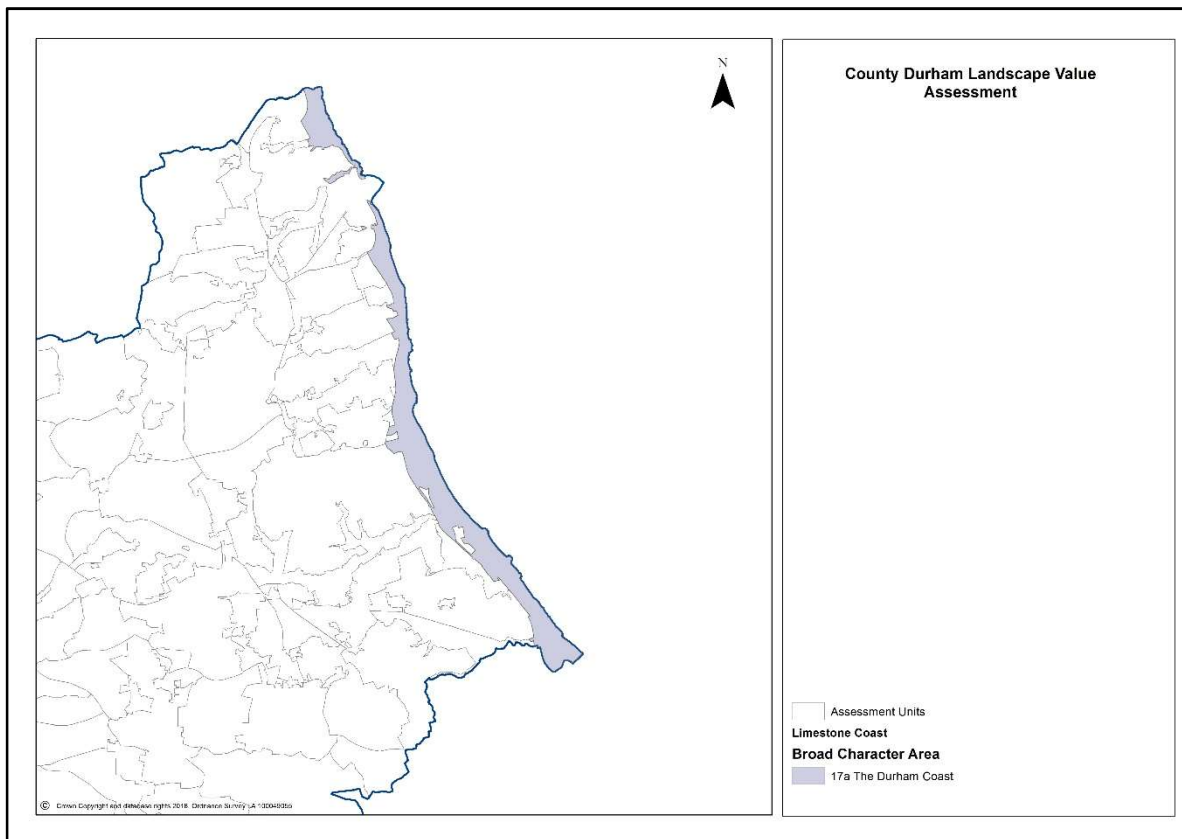 N
County Durham Landscape Value
Assessment
Assessment Units
Limestone Coast
Broad Character Area
17a The Durham Coast
© Crown Copyright and database rights 2018. Ordnance Survey LA 100049055